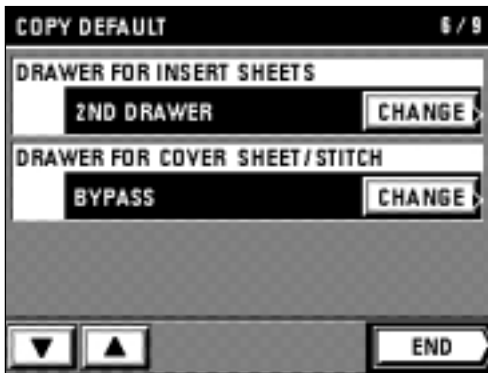 COPY DEFAULT 6/9
DRAWER FOR INSERT SHEETS
2ND DRAWER CHANGE
DRAWER FOR COVER SHEET/STITCH
BYPASS CHANGE
END